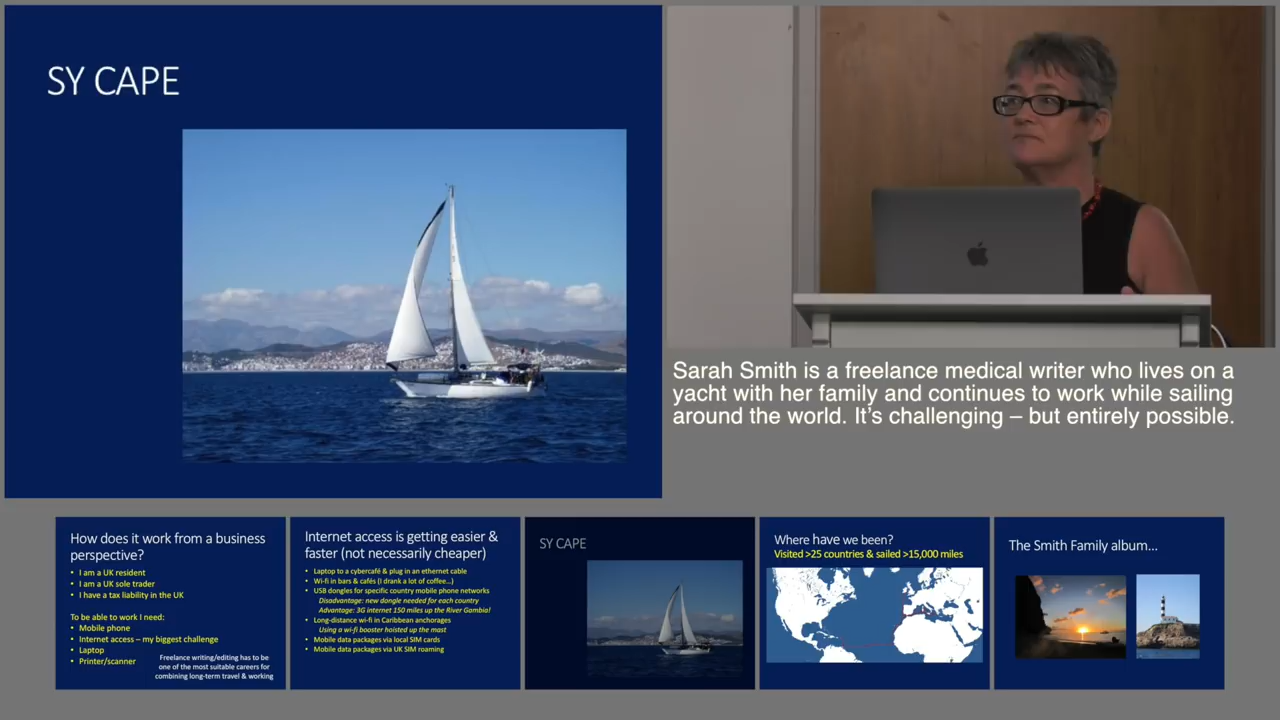 SY CAPE
Sarah Smith is a freelance medical writer who lives on a
yacht with her family and continues to work while sailing
around the world. It's challenging – but entirely possible.
How does it work from a business
perspective?
• I am a UK resident
• I am a UK sole trader
• I have a tax liability in the UK
To be able to work I need:
• Mobile phone
• Internet access – my biggest challenge
• Laptop
• Printer/scanner
Freelance writing/editing has to be
one of the most suitable careers for
combining long-term travel & working
Internet access is getting easier &
faster (not necessarily cheaper)
• Laptop to a cybercafé & plug in an ethernet cable
• Wi-fi in bars & cafés (I drank a lot of coffee...)
• USB dongles for specific country mobile phone networks
Disadvantage: new dongle needed for each country
Advantage: 3G internet 150 miles up the River Gambia!
• Long-distance wi-fi in Caribbean anchorages
Using a wi-fi booster hoisted up the mast
• Mobile data packages via local SIM cards
• Mobile data packages via UK SIM roaming
SY CAPE
Where have we been?
Visited >25 countries & sailed >15,000 miles
The Smith Family album...